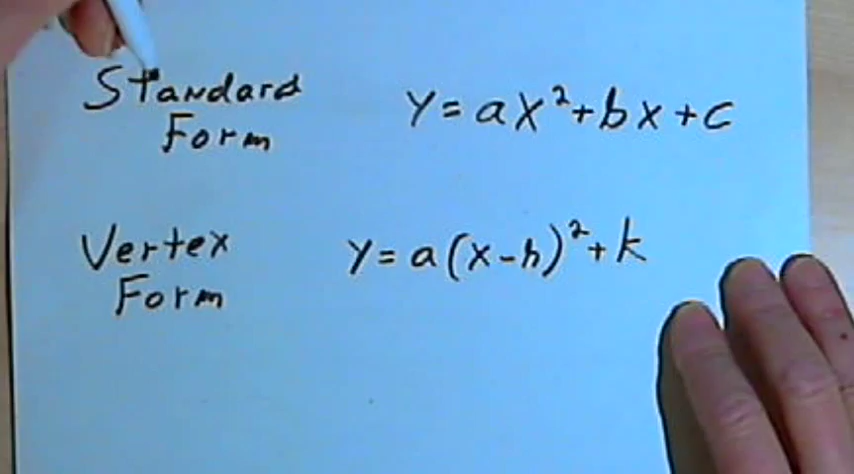 Standard y = ax²+bx+c
Form
Vertex y = a(x-h)²+k
Form